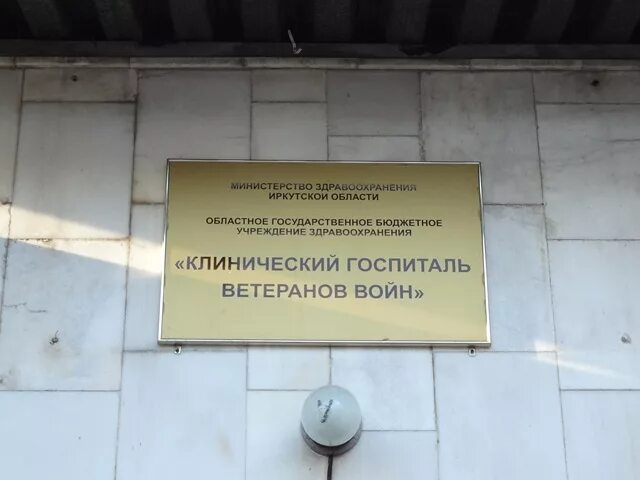 МИНИСТЕРСТВО ЗДРАВООХРАНЕНИЯ
ИРКУТСКОЙ ОБЛАСТИ
ОБЛАСТНОЕ ГОСУДАРСТВЕННОЕ БЮДЖЕТНОЕ
УЧРЕЖДЕНИЕ ЗДРАВООХРАНЕНИЯ
«КЛИНИЧЕСКИЙ ГОСПИТАЛЬ
ВЕТЕРАНОВ ВОЙН»